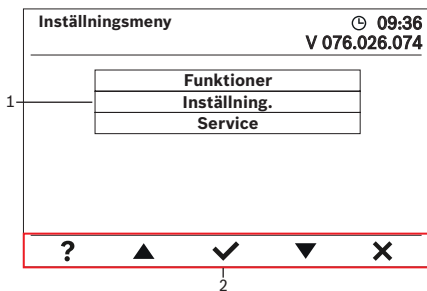 Inställningsmeny
09:36
V 076.026.074
Funktioner
1
Inställning.
Service
?
2